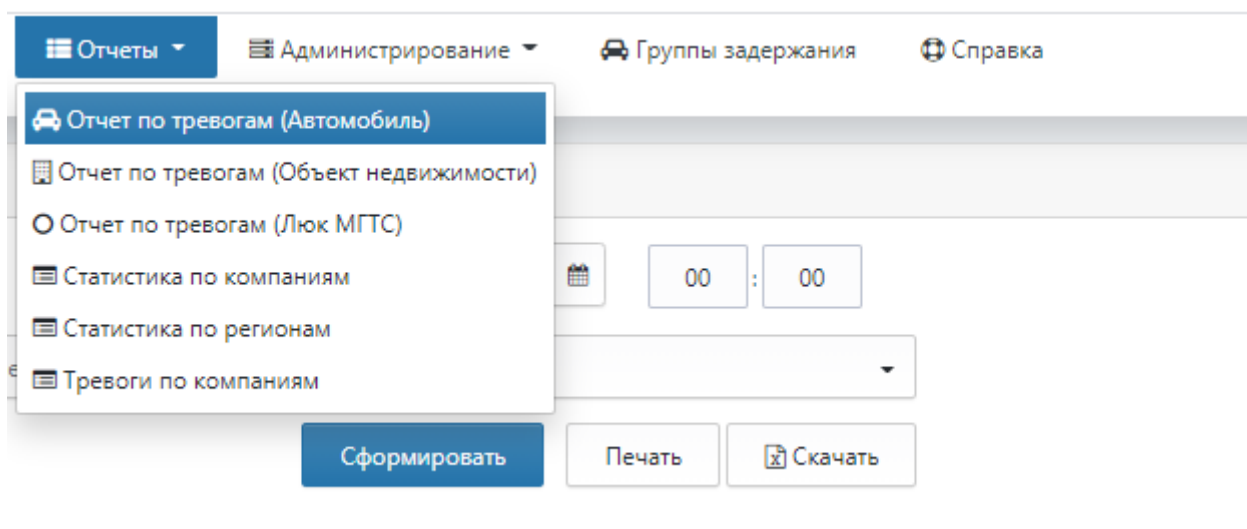 Отчеты Администрирование Группы задержания Справка
Отчет по тревогам (Автомобиль)
Отчет по тревогам (Объект недвижимости)
Отчет по тревогам (Люк МГТС)
Статистика по компаниям
00 : 00
Статистика по регионам
Тревоги по компаниям
Сформировать Печать Скачать